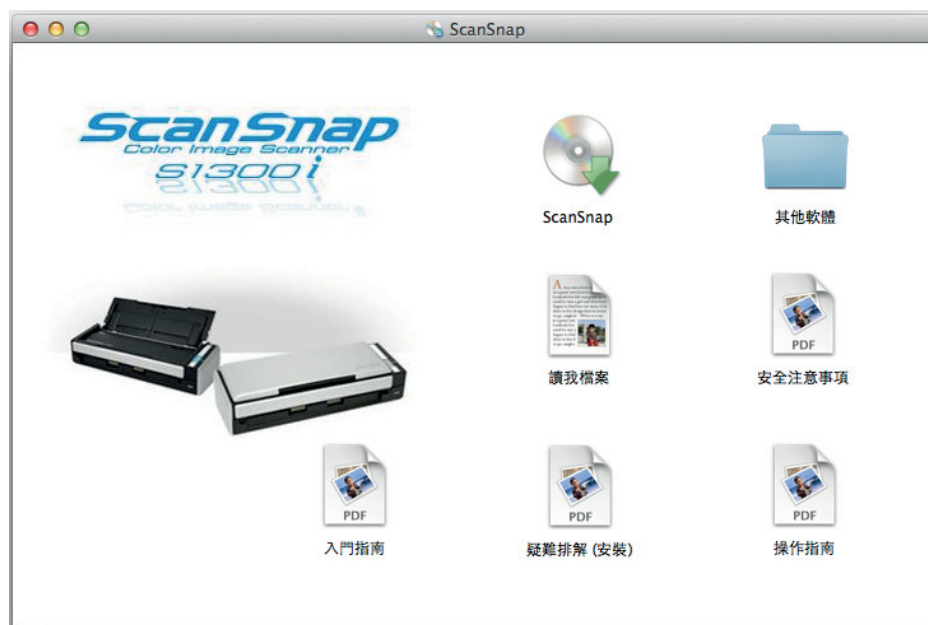 ScanSnap
ScanSnap
Color Image Scanner
S1300i
ScanSnap
其他軟體
讀我檔案
PDF
安全注意事項
PDF
入門指南
PDF
疑難排解 (安裝)
PDF
操作指南